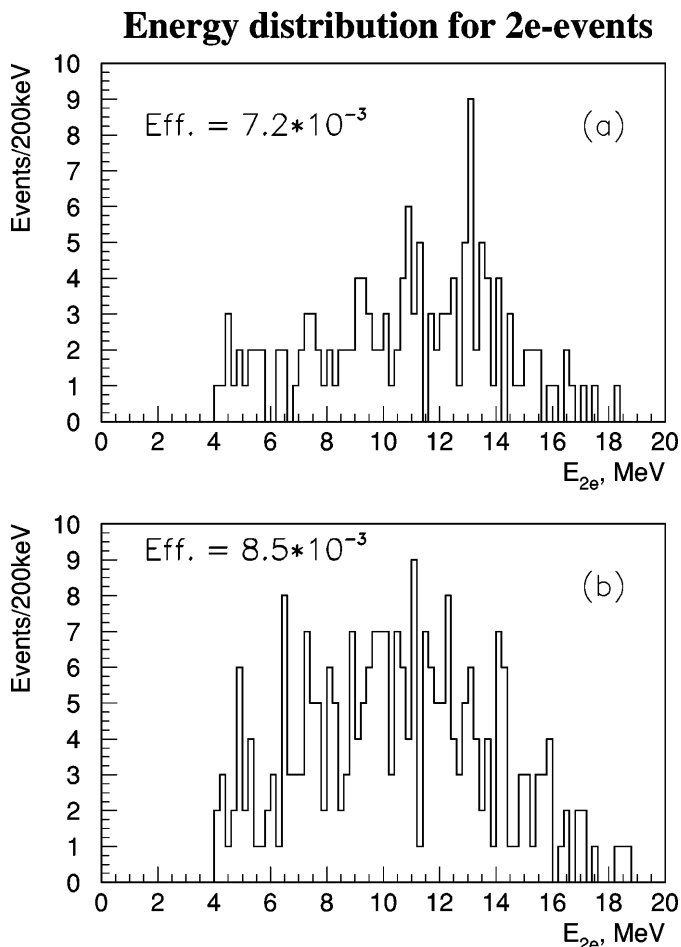 Energy distribution for 2e-events
Events/200keV
10
9
8
7
6
5
4
3
2
1
0
Eff. = 7.2*10⁻³
(a)
0 2 4 6 8 10 12 14 16 18 20
E₂ₑ, MeV
Events/200keV
10
9
8
7
6
5
4
3
2
1
0
Eff. = 8.5*10⁻³
(b)
0 2 4 6 8 10 12 14 16 18 20
E₂ₑ, MeV